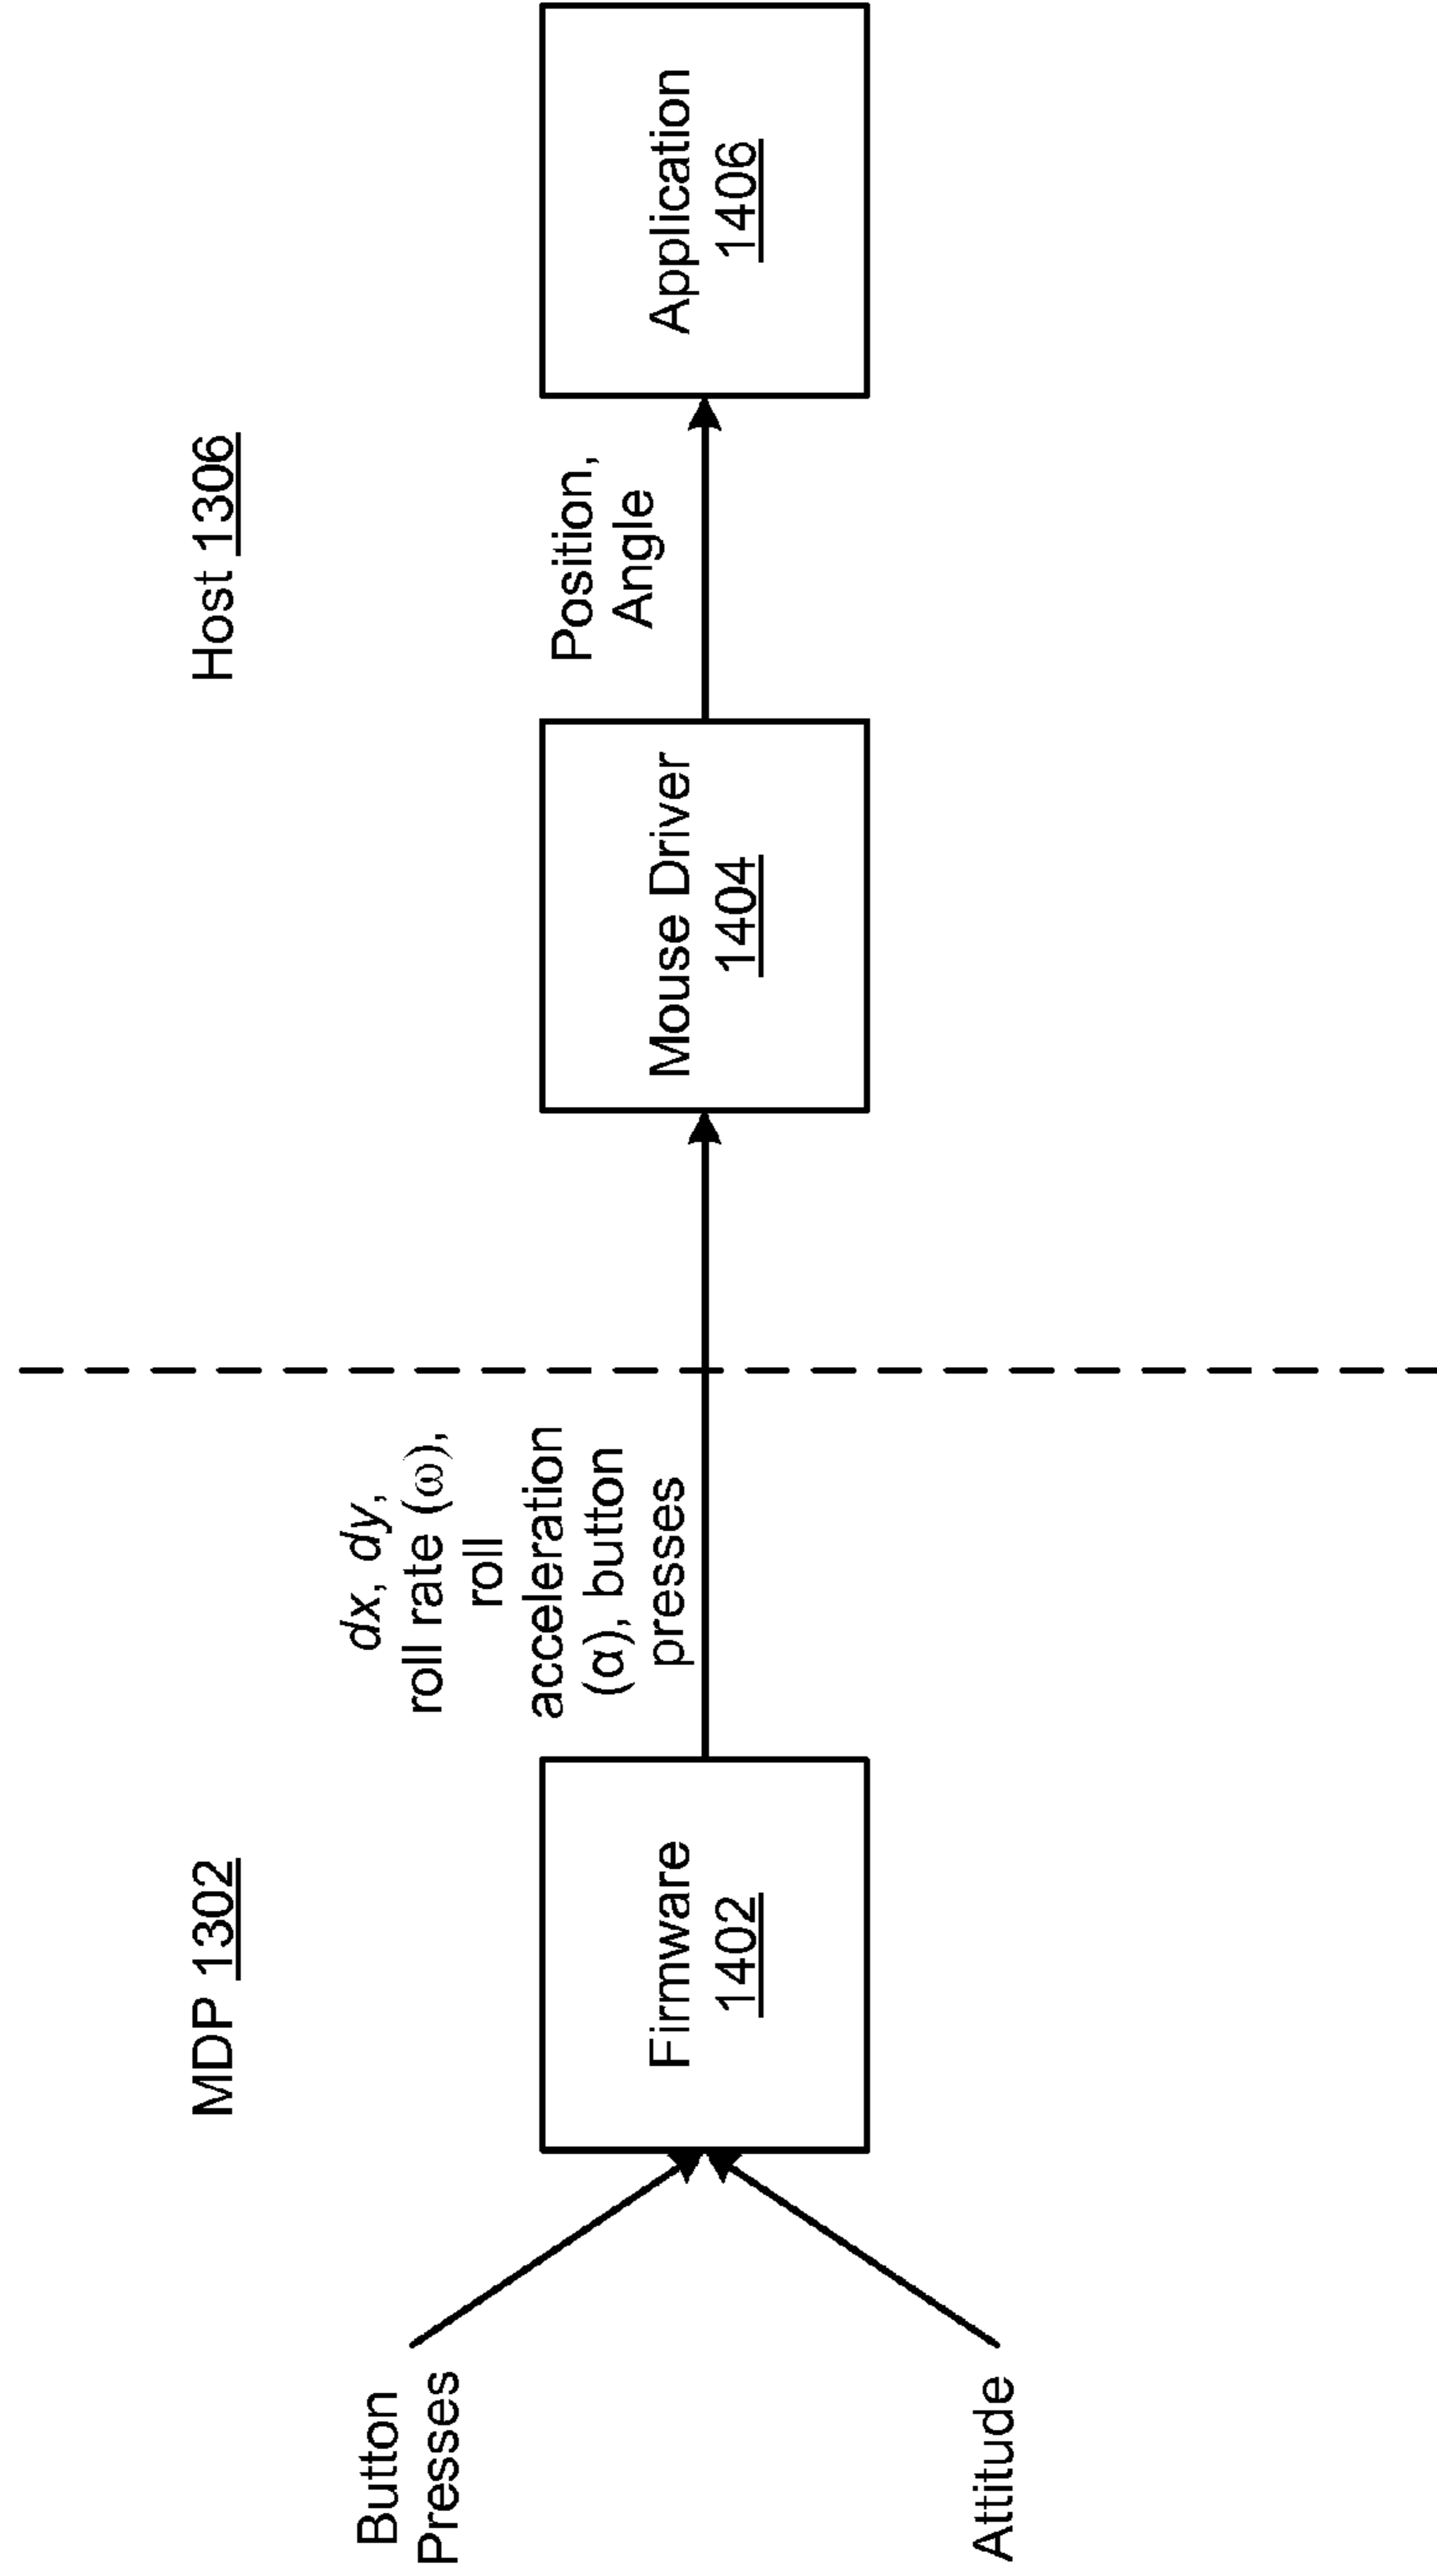 MDP 1302
Host 1306
Button
Presses
Attitude
Firmware
1402
dx, dy,
roll rate (ω),
roll
acceleration
(α), button
presses
Mouse Driver
1404
Position,
Angle
Application
1406